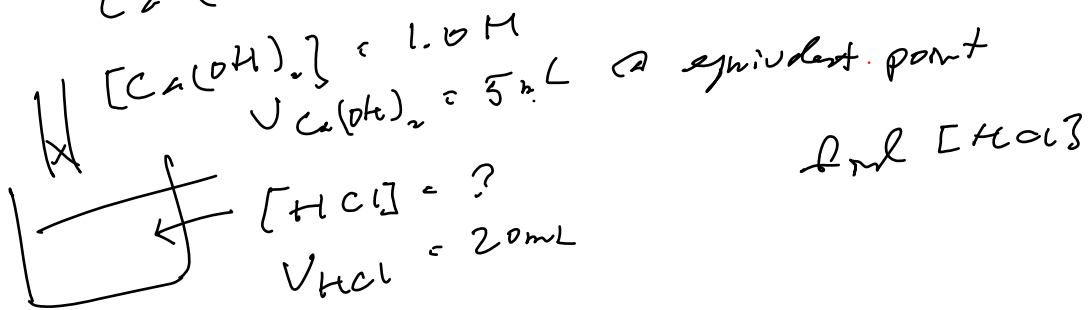 [Ca(OH)₂] = 1.0 M
V Ca(OH)₂ = 5 mL @ equivalent point
find [HCl]
[HCl] = ?
V HCl = 20 mL